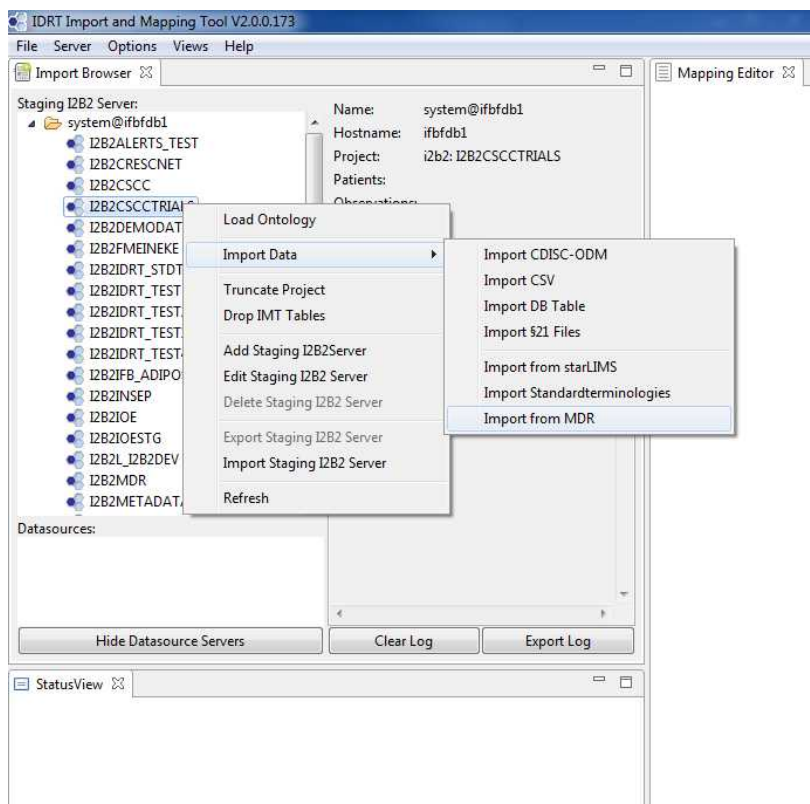 IDRT Import and Mapping Tool V2.0.0.173
File Server Options Views Help
Import Browser
Mapping Editor
Staging I2B2 Server:
system@ifbfdb1
I2B2ALERTS_TEST
I2B2CRESCNET
I2B2CSCC
I2B2CSCCTRIALS
I2B2DEMODAT
I2B2FMEINEKE
I2B2IDRT_STDT
I2B2IDRT_TEST
I2B2IDRT_TEST
I2B2IDRT_TEST
I2B2IDRT_TEST
I2B2IFB_ADIPO
I2B2INSEP
I2B2IOE
I2B2IOESTG
I2B2L_I2B2DEV
I2B2MDR
I2B2METADATA
Name: system@ifbfdb1
Hostname: ifbfdb1
Project: i2b2: I2B2CSCCTRIALS
Patients:
Observations:
Load Ontology
Import Data
Truncate Project
Drop IMT Tables
Add Staging I2B2Server
Edit Staging I2B2 Server
Delete Staging I2B2 Server
Export Staging I2B2 Server
Import Staging I2B2 Server
Refresh
Import CDISC-ODM
Import CSV
Import DB Table
Import §21 Files
Import from starLIMS
Import Standardterminologies
Import from MDR
Datasources:
Hide Datasource Servers
Clear Log
Export Log
StatusView